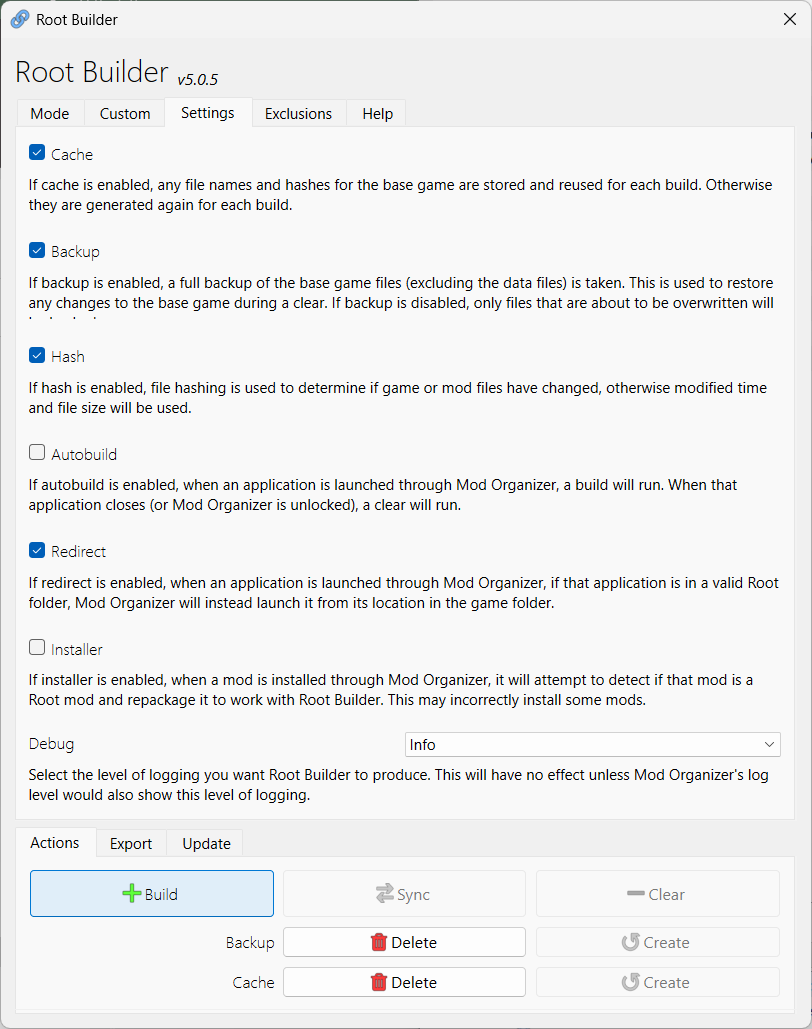 Root Builder
Root Builder v5.0.5
Mode Custom Settings Exclusions Help
Cache
If cache is enabled, any file names and hashes for the base game are stored and reused for each build. Otherwise
they are generated again for each build.
Backup
If backup is enabled, a full backup of the base game files (excluding the data files) is taken. This is used to restore
any changes to the base game during a clear. If backup is disabled, only files that are about to be overwritten will
Hash
If hash is enabled, file hashing is used to determine if game or mod files have changed, otherwise modified time
and file size will be used.
Autobuild
If autobuild is enabled, when an application is launched through Mod Organizer, a build will run. When that
application closes (or Mod Organizer is unlocked), a clear will run.
Redirect
If redirect is enabled, when an application is launched through Mod Organizer, if that application is in a valid Root
folder, Mod Organizer will instead launch it from its location in the game folder.
Installer
If installer is enabled, when a mod is installed through Mod Organizer, it will attempt to detect if that mod is a
Root mod and repackage it to work with Root Builder. This may incorrectly install some mods.
Debug Info
Select the level of logging you want Root Builder to produce. This will have no effect unless Mod Organizer's log
level would also show this level of logging.
Actions Export Update
Build Sync Clear
Backup Delete Create
Cache Delete Create